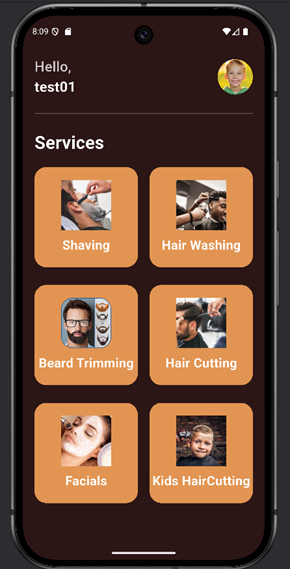 8:09
Hello,
test01
Services
Shaving
Hair Washing
Beard Trimming
Hair Cutting
Facials
Kids HairCutting